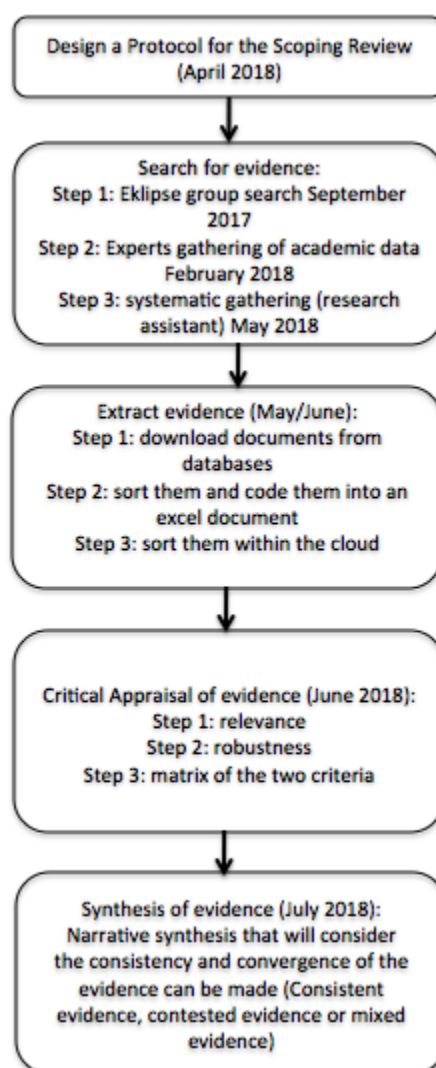 Design a Protocol for the Scoping Review
(April 2018)
Search for evidence:
Step 1: Eklipse group search September
2017
Step 2: Experts gathering of academic data
February 2018
Step 3: systematic gathering (research
assistant) May 2018
Extract evidence (May/June):
Step 1: download documents from
databases
Step 2: sort them and code them into an
excel document
Step 3: sort them within the cloud
Critical Appraisal of evidence (June 2018):
Step 1: relevance
Step 2: robustness
Step 3: matrix of the two criteria
Synthesis of evidence (July 2018):
Narrative synthesis that will consider
the consistency and convergence of the
evidence can be made (Consistent
evidence, contested evidence or mixed
evidence)